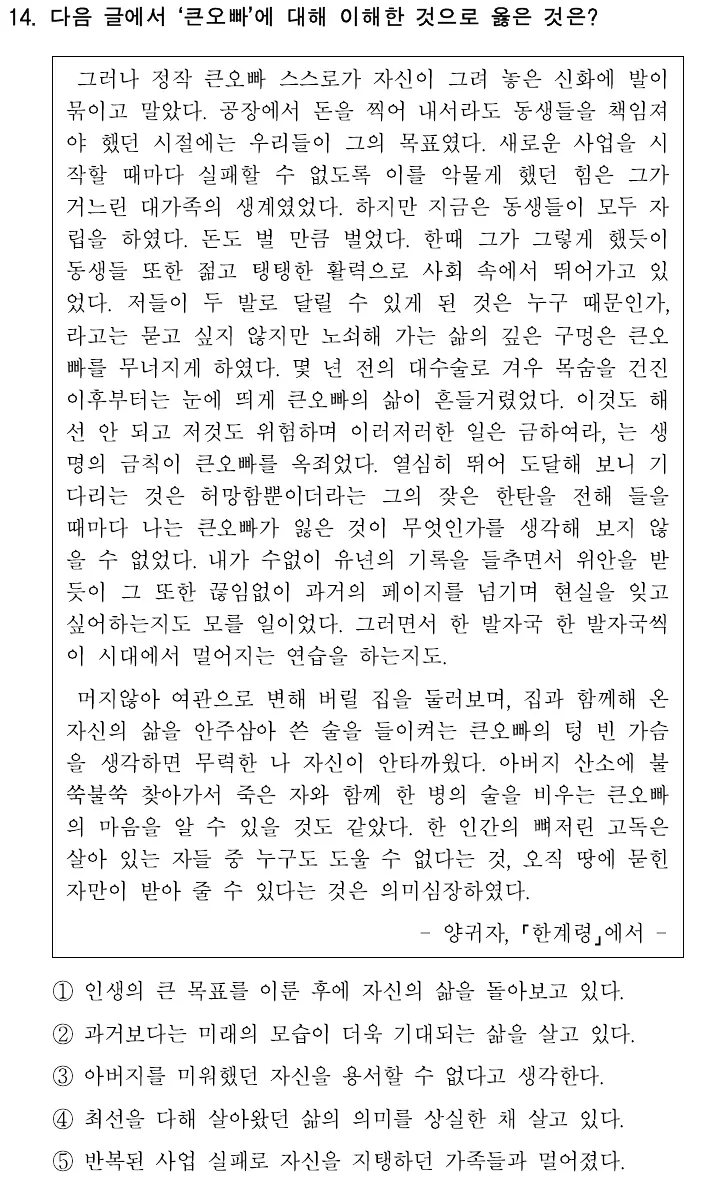 14. 다음 글에서 ‘큰오빠’에 대해 이해한 것으로 옳은 것은?
그러나 정작 큰오빠 스스로가 자신이 그려 놓은 신화에 발이
묶이고 말았다. 공장에서 돈을 찍어 내서라도 동생들을 책임져
야 했던 시절에는 우리들이 그의 목표였다. 새로운 사업을 시
작할 때마다 실패할 수 없도록 이를 악물게 했던 힘은 그가
거느린 대가족의 생계였었다. 하지만 지금은 동생들이 모두 자
립을 하였다. 돈도 벌 만큼 벌었다. 한때 그가 그렇게 했듯이
동생들 또한 젊고 탱탱한 활력으로 사회 속에서 뛰어가고 있
었다. 저들이 두 발로 달릴 수 있게 된 것은 누구 때문인가,
라고는 묻고 싶지 않지만 노쇠해 가는 삶의 깊은 구멍은 큰오
빠를 무너지게 하였다. 몇 년 전의 대수술로 겨우 목숨을 건진
이후부터는 눈에 띄게 큰오빠의 삶이 흔들거렸었다. 이것도 해
선 안 되고 저것도 위험하며 이러저러한 일은 금하여라, 는 생
명의 금칙이 큰오빠를 옥죄었다. 열심히 뛰어 도달해 보니 기
다리는 것은 허망함뿐이더라는 그의 잦은 한탄을 전해 들을
때마다 나는 큰오빠가 잃은 것이 무엇인가를 생각해 보지 않
을 수 없었다. 내가 수없이 유년의 기록을 들추면서 위안을 받
듯이 그 또한 끊임없이 과거의 페이지를 넘기며 현실을 잊고
싶어하는지도 모를 일이었다. 그러면서 한 발자국 한 발자국씩
이 시대에서 멀어지는 연습을 하는지도.
머지않아 여관으로 변해 버릴 집을 둘러보며, 집과 함께해 온
자신의 삶을 안주삼아 쓴 술을 들이켜는 큰오빠의 텅 빈 가슴
을 생각하면 무력한 나 자신이 안타까웠다. 아버지 산소에 불
쑥불쑥 찾아가서 죽은 자와 함께 한 병의 술을 비우는 큰오빠
의 마음을 알 수 있을 것도 같았다. 한 인간의 뼈저린 고독은
살아 있는 자들 중 누구도 도울 수 없다는 것, 오직 땅에 묻힌
자만이 받아 줄 수 있다는 것은 의미심장하였다.
- 양귀자, 「한계령」에서 -
① 인생의 큰 목표를 이룬 후에 자신의 삶을 돌아보고 있다.
② 과거보다는 미래의 모습이 더욱 기대되는 삶을 살고 있다.
③ 아버지를 미워했던 자신을 용서할 수 없다고 생각한다.
④ 최선을 다해 살아왔던 삶의 의미를 상실한 채 살고 있다.
⑤ 반복된 사업 실패로 자신을 지탱하던 가족들과 멀어졌다.